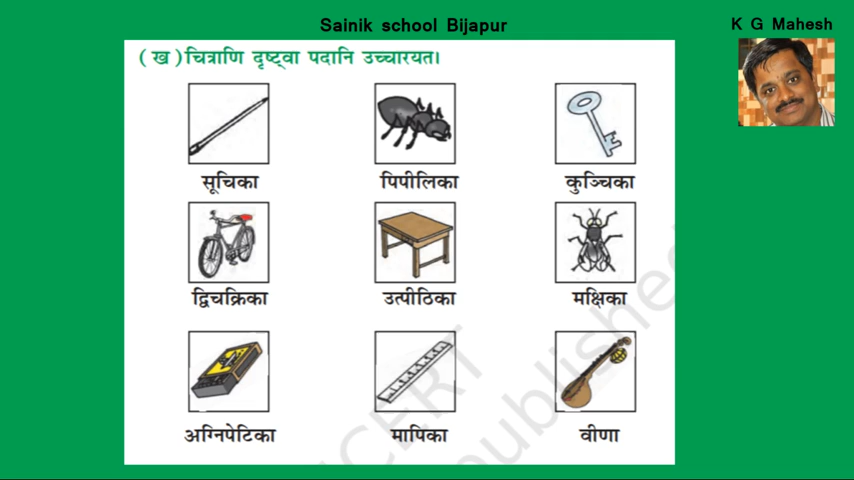 Sainik school Bijapur
K G Mahesh
( ख ) चित्राणि दृष्ट्वा पदानि उच्चारयत।
सूचिका पिपीलिका कुञ्चिका
द्विचक्रिका उत्पीठिका मक्षिका
अग्निपेटिका मापिका वीणा